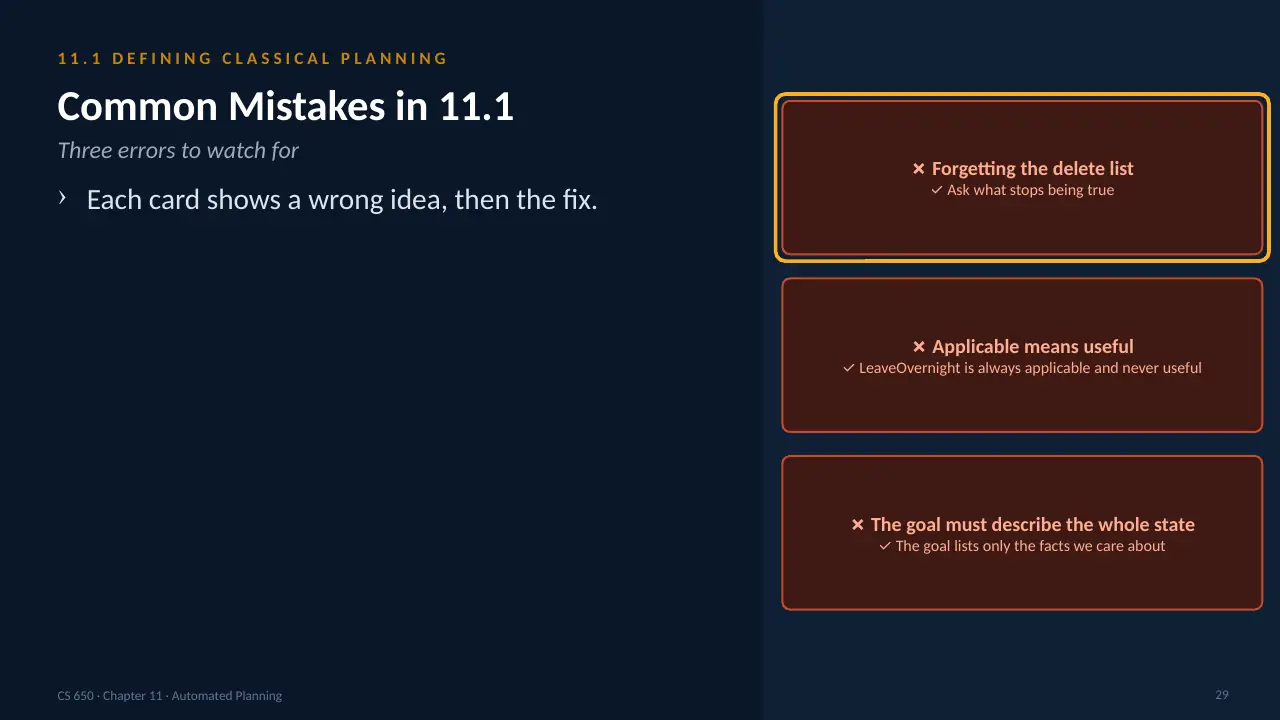 11.1 DEFINING CLASSICAL PLANNING
Common Mistakes in 11.1
Three errors to watch for
› Each card shows a wrong idea, then the fix.
× Forgetting the delete list
✓ Ask what stops being true
× Applicable means useful
✓ LeaveOvernight is always applicable and never useful
× The goal must describe the whole state
✓ The goal lists only the facts we care about
CS 650 · Chapter 11 · Automated Planning
29